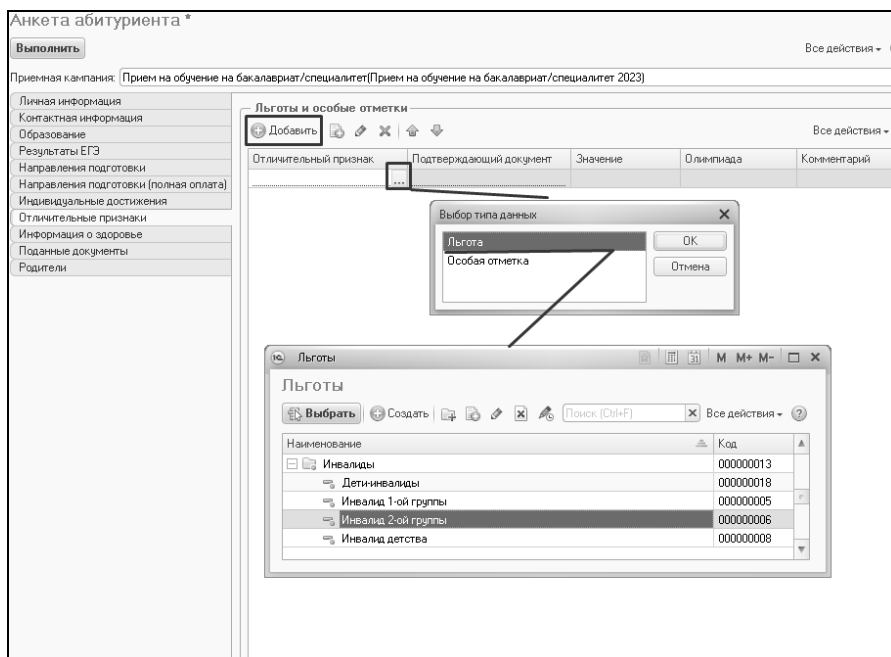 Анкета абитуриента *
Выполнить
Все действия
Приемная кампания: Прием на обучение на бакалавриат/специалитет(Прием на обучение на бакалавриат/специалитет 2023)
Личная информация
Контактная информация
Образование
Результаты ЕГЭ
Направления подготовки
Направления подготовки (полная оплата)
Индивидуальные достижения
Отличительные признаки
Информация о здоровье
Поданные документы
Родители
Льготы и особые отметки
Добавить
Все действия
Отличительный признак Подтверждающий документ Значение Олимпиада Комментарий
...
Выбор типа данных
Льгота
Особая отметка
OK
Отмена
1С Льготы
31 M M+ M-
Льготы
Выбрать Создать Поиск (Ctrl+F) Все действия ?
Наименование Код
Инвалиды 000000013
Дети-инвалиды 000000018
Инвалид 1-ой группы 000000005
Инвалид 2-ой группы 000000006
Инвалид детства 000000008